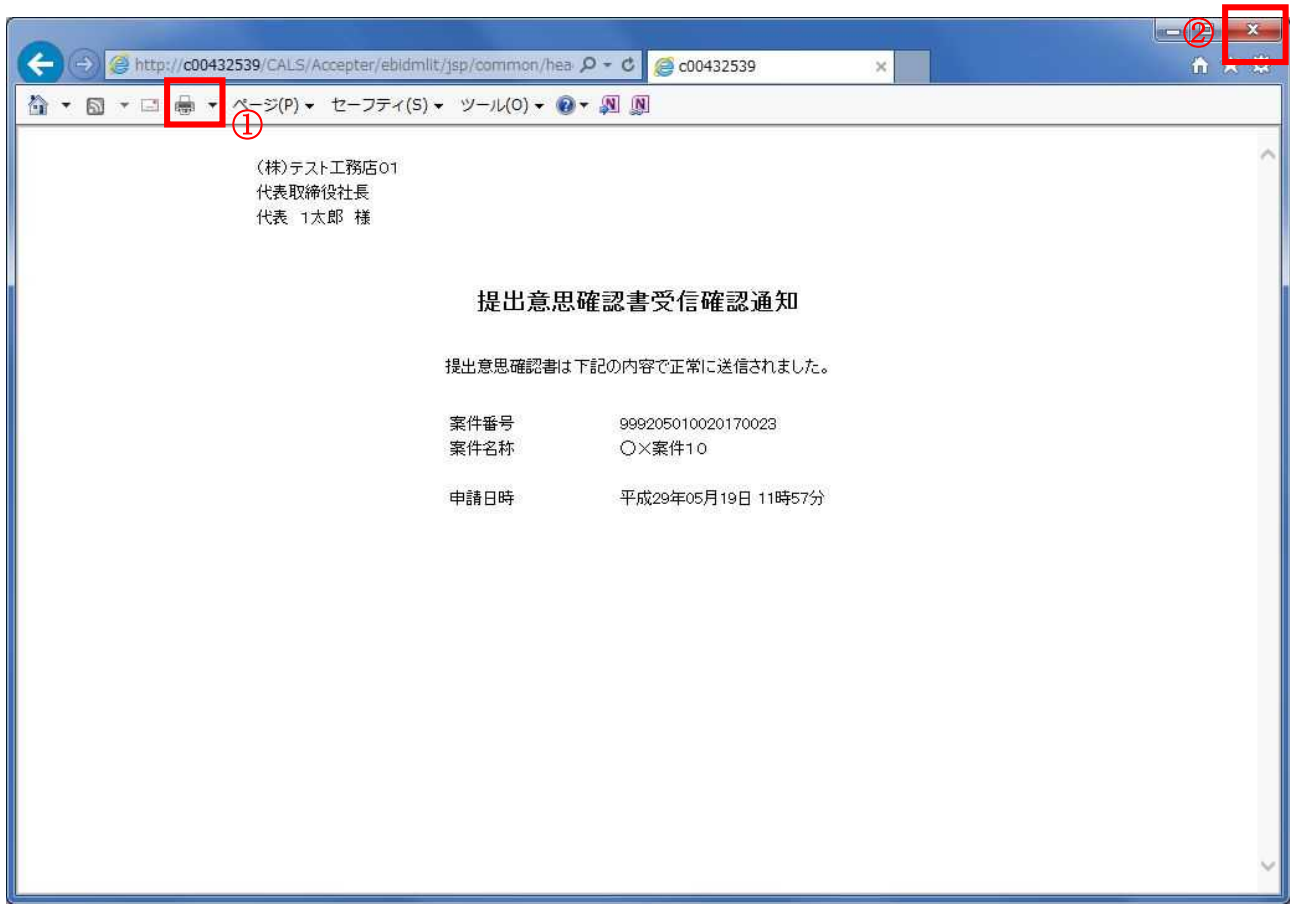 ②
http://c00432539/CALS/Accepter/ebidmlit/jsp/common/hea
c00432539
ページ(P) セーフティ(S) ツール(O)
①
（株）テスト工務店01
代表取締役社長
代表　1太郎　様
提出意思確認書受信確認通知
提出意思確認書は下記の内容で正常に送信されました。
案件番号 999205010020170023
案件名称 〇×案件10
申請日時 平成29年05月19日 11時57分